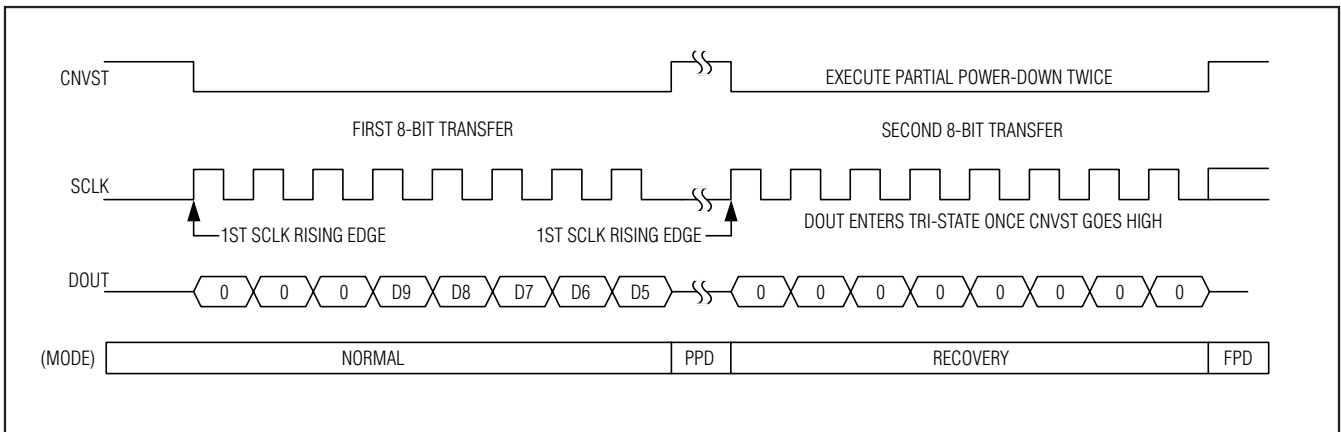 CNVST
EXECUTE PARTIAL POWER-DOWN TWICE
FIRST 8-BIT TRANSFER
SECOND 8-BIT TRANSFER
SCLK
DOUT ENTERS TRI-STATE ONCE CNVST GOES HIGH
1ST SCLK RISING EDGE
1ST SCLK RISING EDGE
DOUT
0 0 0 D9 D8 D7 D6 D5
0 0 0 0 0 0 0 0
(MODE)
NORMAL
PPD
RECOVERY
FPD